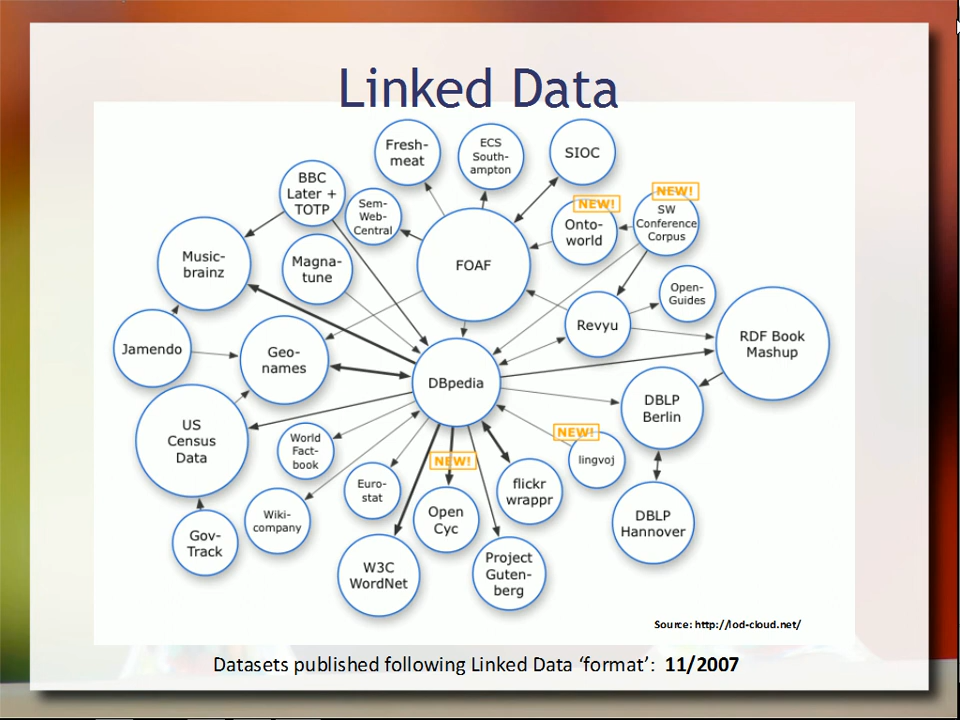 Linked Data
Fresh-
meat
ECS
South-
ampton
SIOC
BBC
Later +
TOTP
Sem-
Web-
Central
NEW!
Onto-
world
NEW!
SW
Conference
Corpus
Music-
brainz
Magna-
tune
FOAF
Open-
Guides
Revyu
RDF Book
Mashup
Jamendo
Geo-
names
DBpedia
DBLP
Berlin
US
Census
Data
World
Fact-
book
NEW!
NEW!
lingvoj
Euro-
stat
flickr
wrappr
Wiki-
company
Open
Cyc
DBLP
Hannover
Gov-
Track
W3C
WordNet
Project
Guten-
berg
Source: http://lod-cloud.net/
Datasets published following Linked Data ‘format’: 11/2007